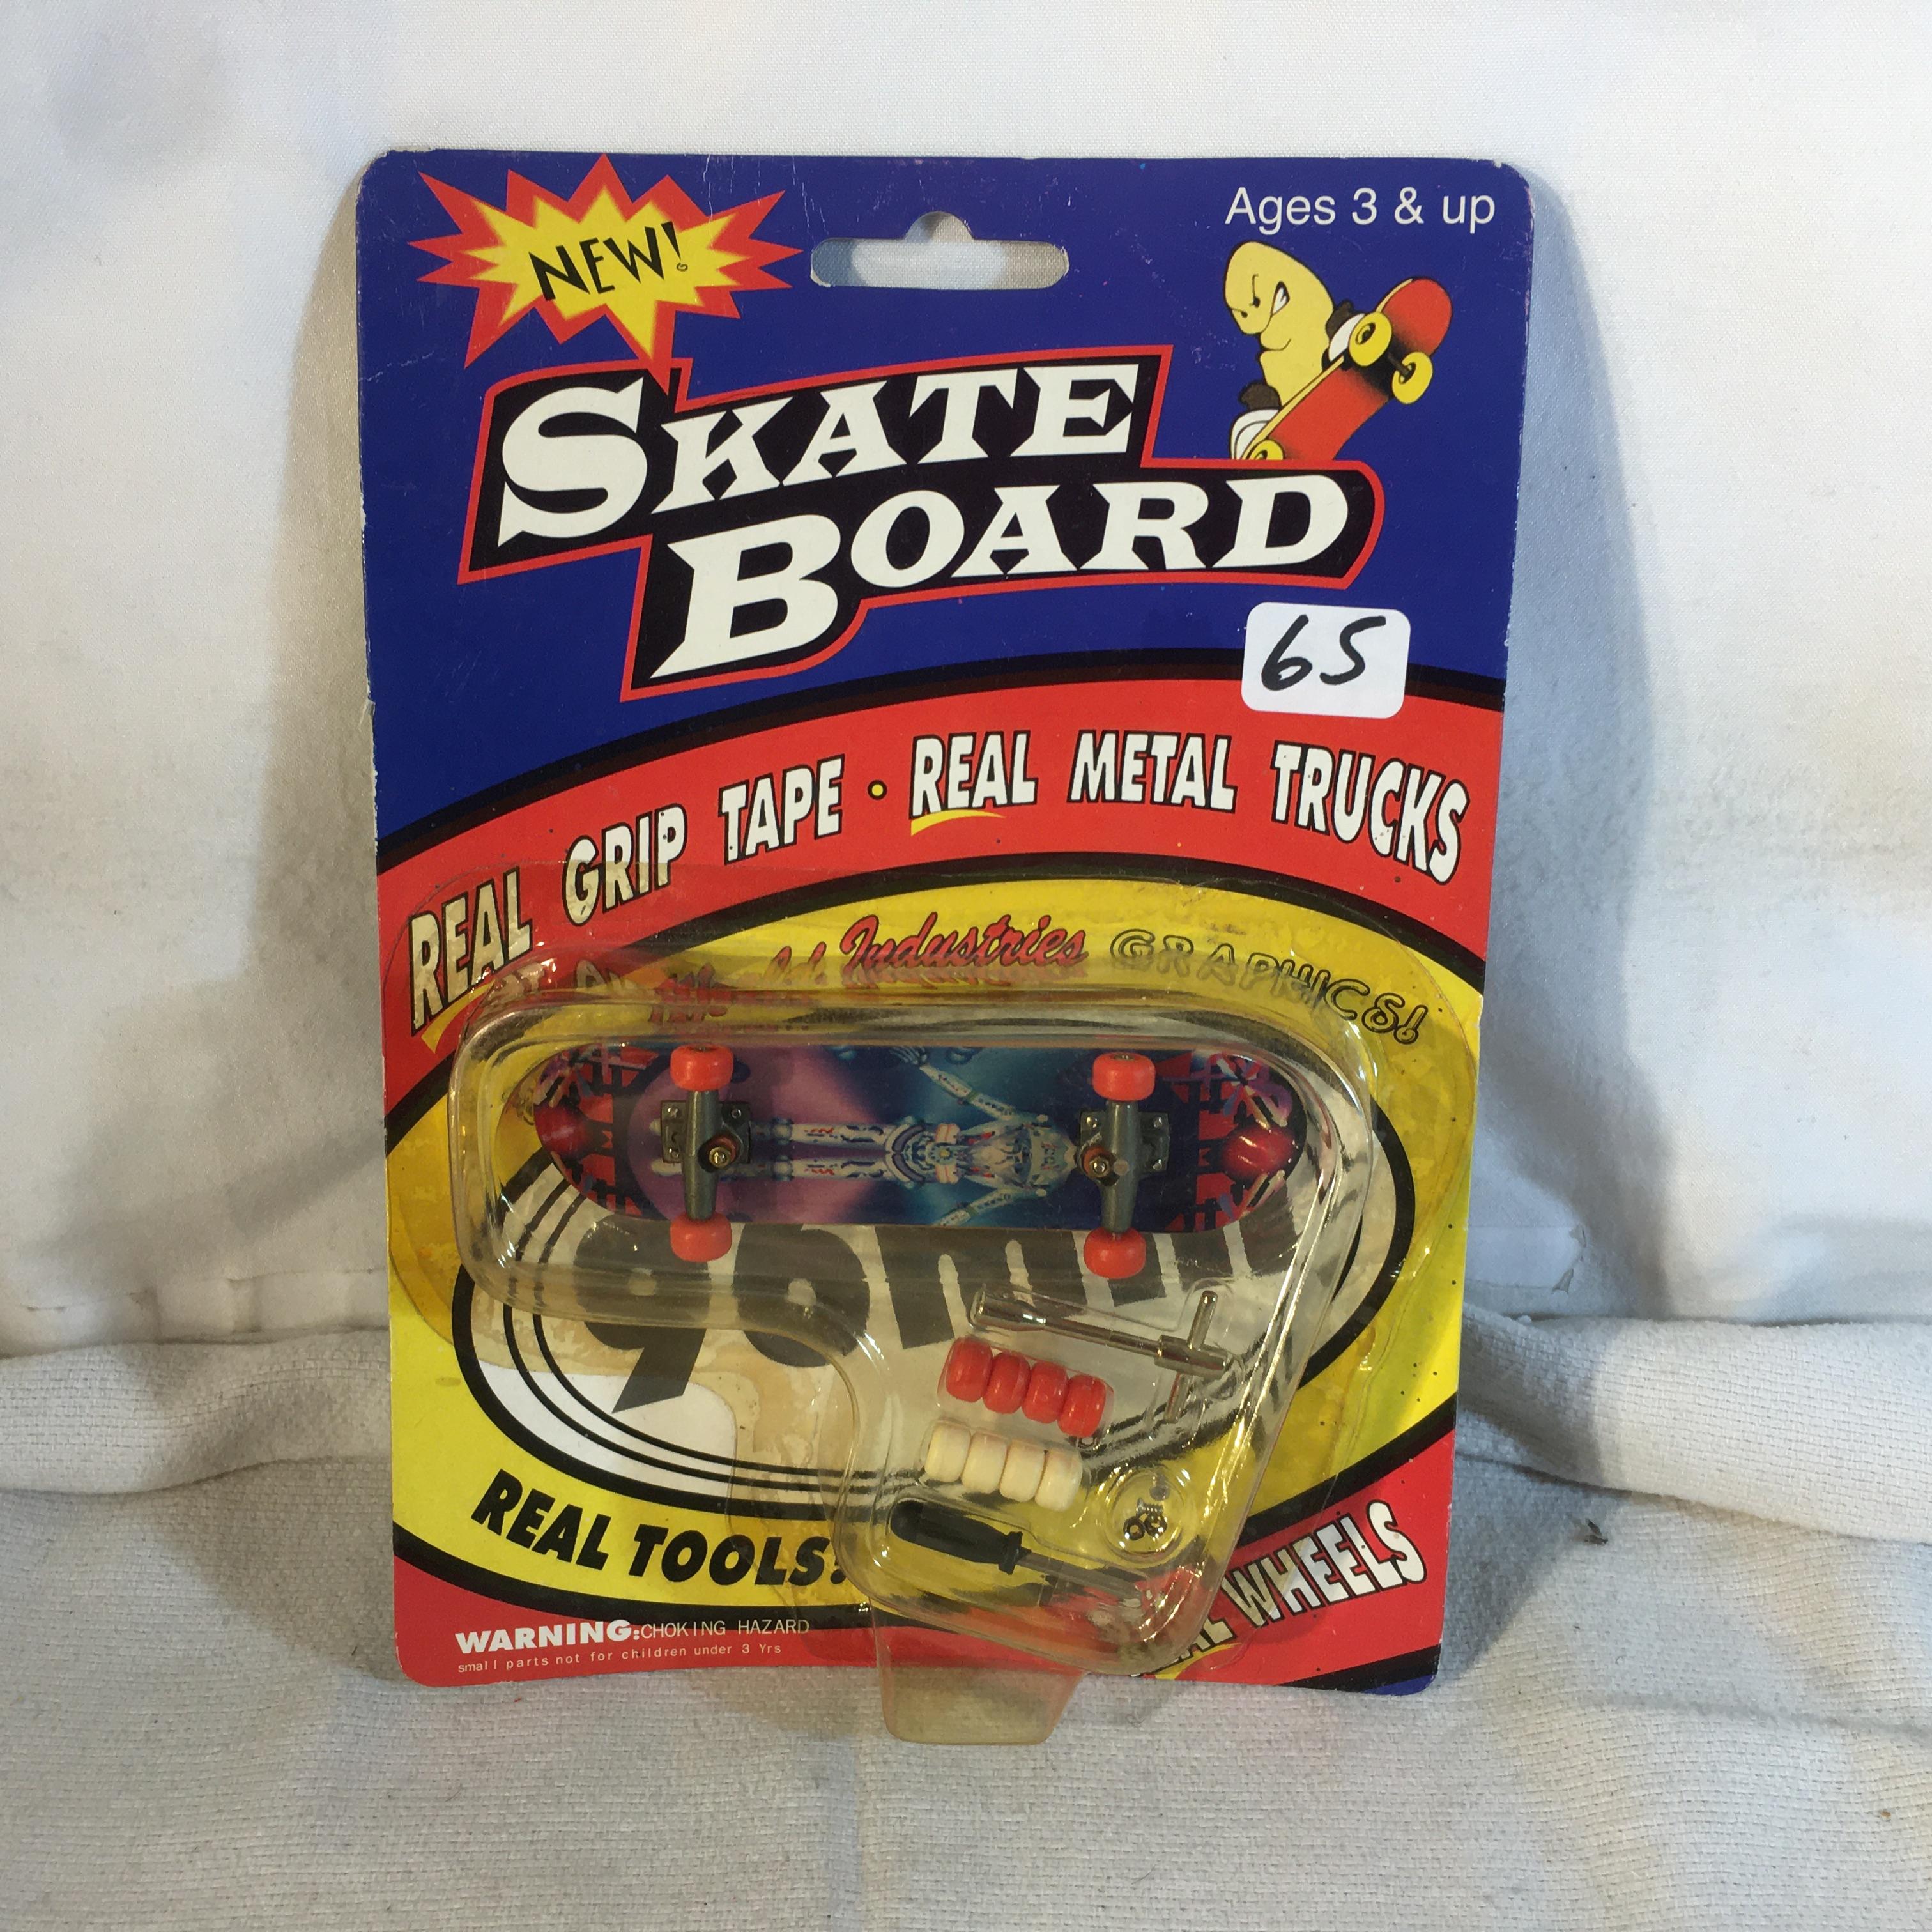 NEW!
Ages 3 & up
SKATE
BOARD
65
REAL GRIP TAPE • REAL METAL TRUCKS
Industries GRAPHICS!
96mm
REAL TOOLS!
WHEELS
WARNING:CHOKING HAZARD
small parts not for children under 3 Yrs